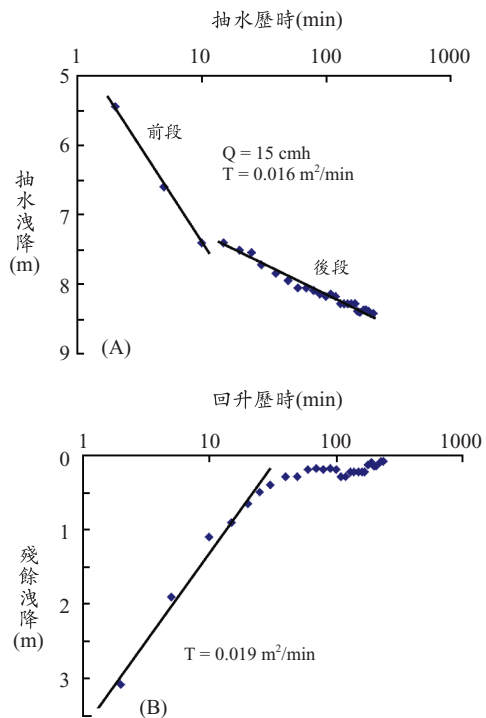 抽水歷時(min)
1 10 100 1000
5
6
7
8
9
抽水洩降
(m)
前段
Q = 15 cmh
T = 0.016 m²/min
後段
(A)
回升歷時(min)
1 10 100 1000
0
1
2
3
殘餘洩降
(m)
T = 0.019 m²/min
(B)